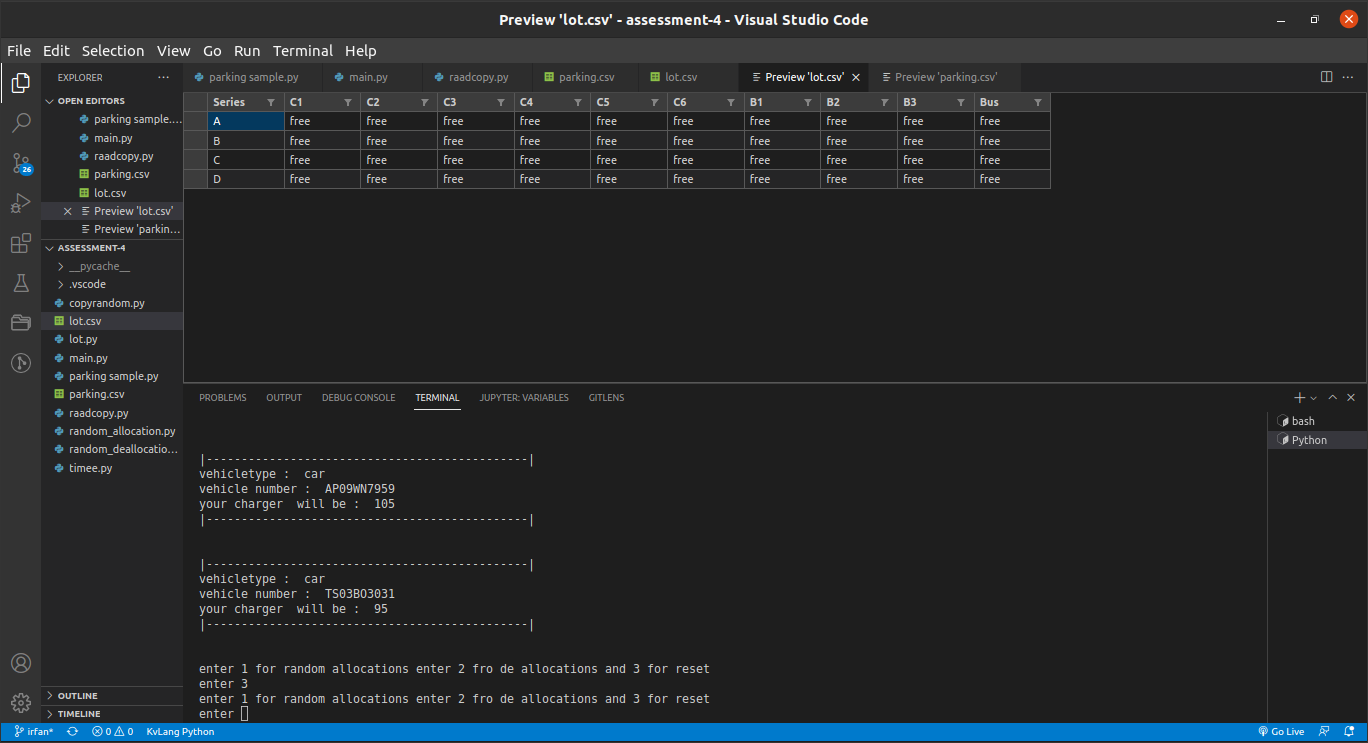 Preview 'lot.csv' - assessment-4 - Visual Studio Code
File Edit Selection View Go Run Terminal Help
EXPLORER
OPEN EDITORS
parking sample....
main.py
raadcopy.py
parking.csv
lot.csv
Preview 'lot.csv'
Preview 'parkin...
ASSESSMENT-4
__pycache__
.vscode
copyrandom.py
lot.csv
lot.py
main.py
parking sample.py
parking.csv
raadcopy.py
random_allocation.py
random_deallocatio...
timee.py
OUTLINE
TIMELINE
26
parking sample.py main.py raadcopy.py parking.csv lot.csv Preview 'lot.csv' Preview 'parking.csv'
Series C1 C2 C3 C4 C5 C6 B1 B2 B3 Bus
A free free free free free free free free free free
B free free free free free free free free free free
C free free free free free free free free free free
D free free free free free free free free free free
PROBLEMS OUTPUT DEBUG CONSOLE TERMINAL JUPYTER: VARIABLES GITLENS
bash
Python
|----------------------------------------------|
vehicletype :  car
vehicle number :  AP09WN7959
your charger  will be :  105
|----------------------------------------------|
|----------------------------------------------|
vehicletype :  car
vehicle number :  TS03BO3031
your charger  will be :  95
|----------------------------------------------|
enter 1 for random allocations enter 2 fro de allocations and 3 for reset
enter 3
enter 1 for random allocations enter 2 fro de allocations and 3 for reset
enter
irfan* 0 0 KvLang Python Go Live